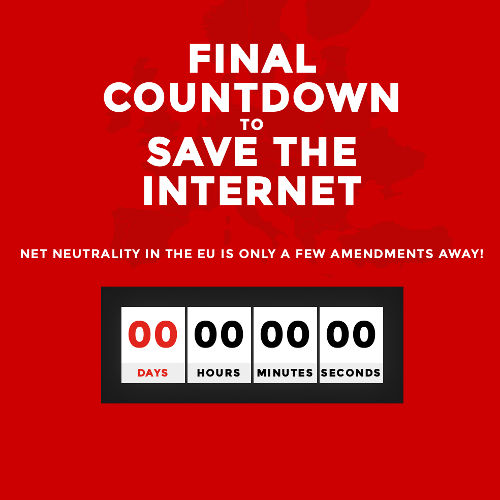 FINAL
COUNTDOWN
TO
SAVE THE
INTERNET
NET NEUTRALITY IN THE EU IS ONLY A FEW AMENDMENTS AWAY!
00 00 00 00
DAYS HOURS MINUTES SECONDS